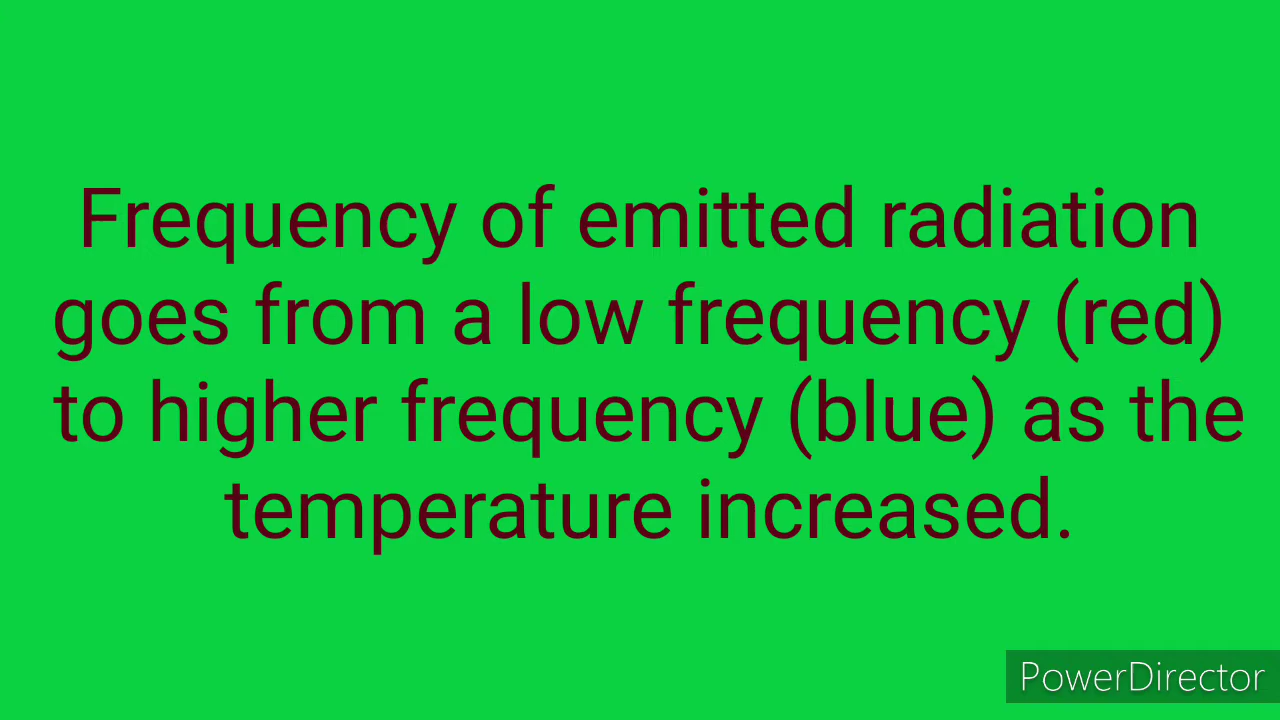 Frequency of emitted radiation
goes from a low frequency (red)
to higher frequency (blue) as the
temperature increased.
PowerDirector